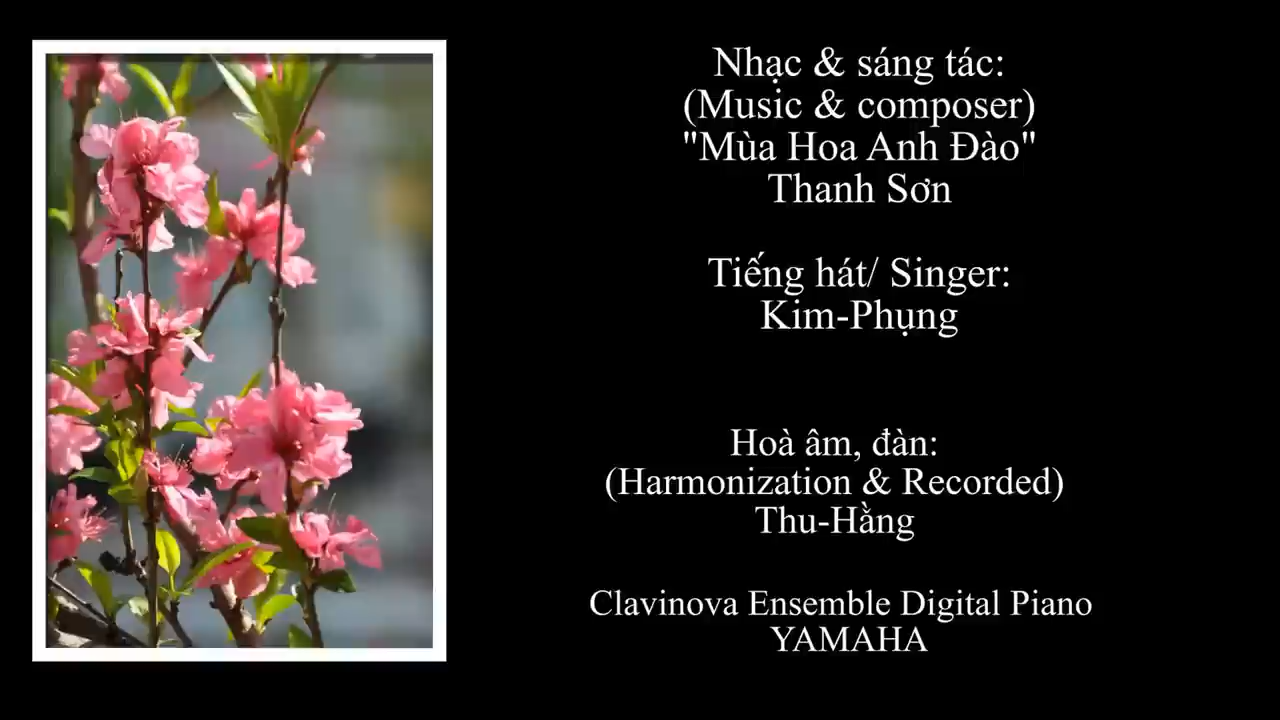 Nhạc & sáng tác:
(Music & composer)
"Mùa Hoa Anh Đào"
Thanh Sơn
Tiếng hát/ Singer:
Kim-Phụng
Hoà âm, đàn:
(Harmonization & Recorded)
Thu-Hằng
Clavinova Ensemble Digital Piano
YAMAHA